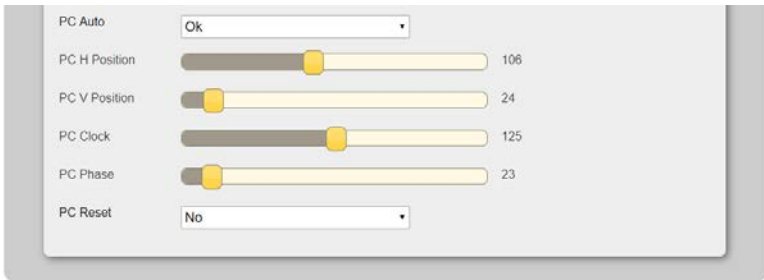 PC Auto Ok
PC H Position 106
PC V Position 24
PC Clock 125
PC Phase 23
PC Reset No